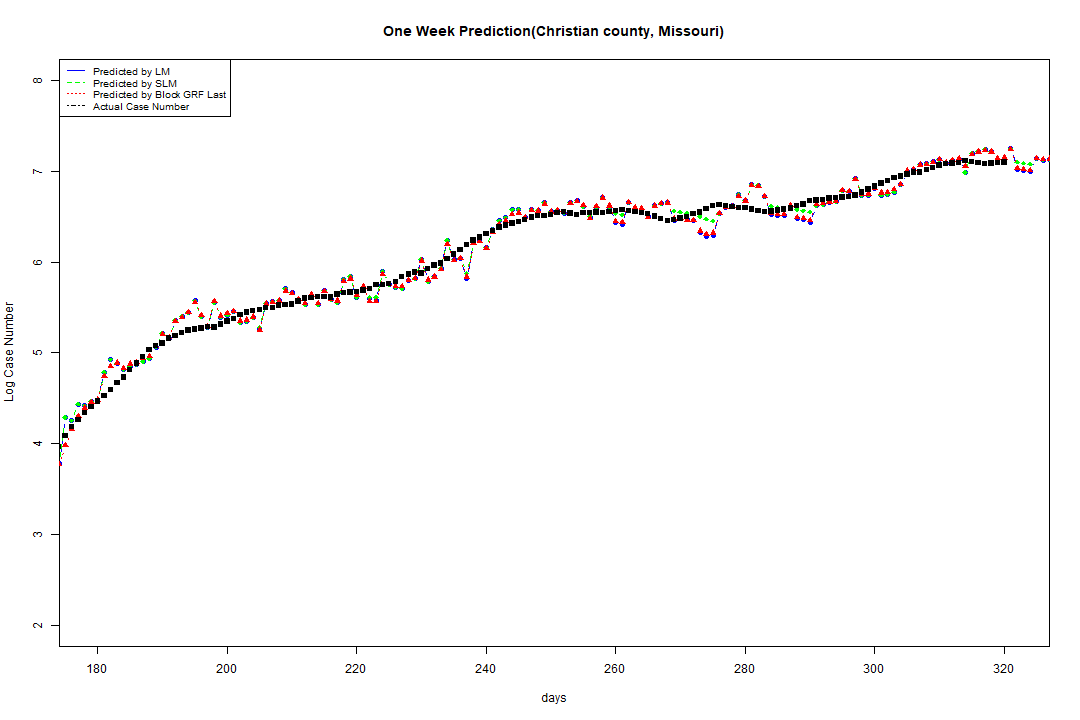 One Week Prediction(Christian county, Missouri)
Predicted by LM
Predicted by SLM
Predicted by Block GRF Last
Actual Case Number
8
7
6
5
4
3
2
Log Case Number
180 200 220 240 260 280 300 320
days